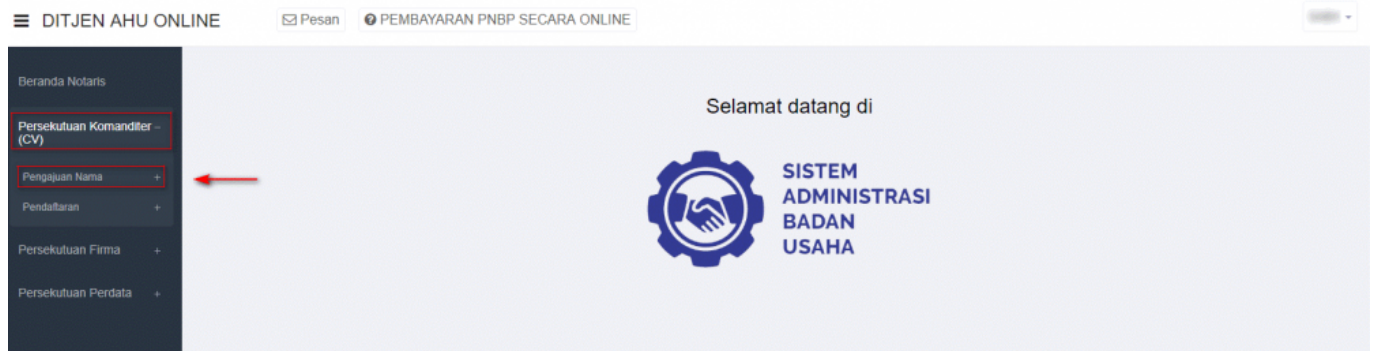 DITJEN AHU ONLINE
Pesan
PEMBAYARAN PNBP SECARA ONLINE
Beranda Notaris
Persekutuan Komanditer –
(CV)
Pengajuan Nama +
Pendaftaran +
Persekutuan Firma +
Persekutuan Perdata +
Selamat datang di
SISTEM
ADMINISTRASI
BADAN
USAHA